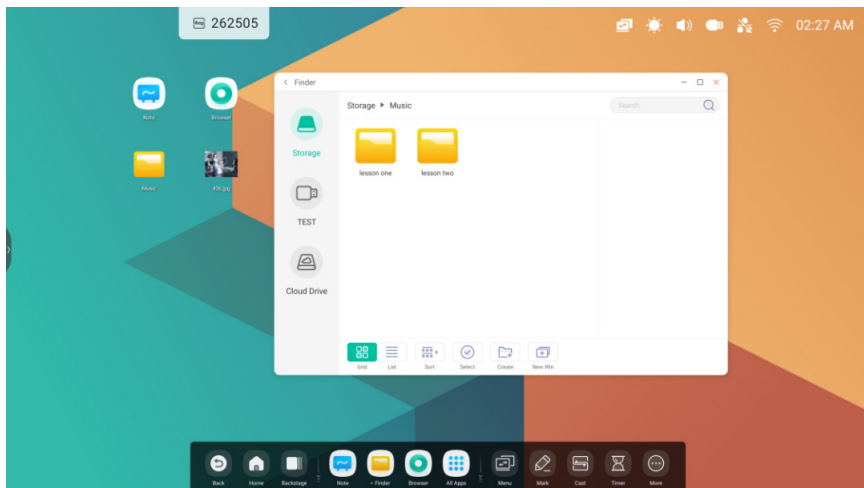 262505
02:27 AM
Finder
Storage Music
Search
Note Browser
Music 436.jpg
Storage
TEST
Cloud Drive
lesson one lesson two
Grid List Sort Select Create New Win
Back Home Backstage Note Finder Browser All Apps Menu Mark Cast Timer More